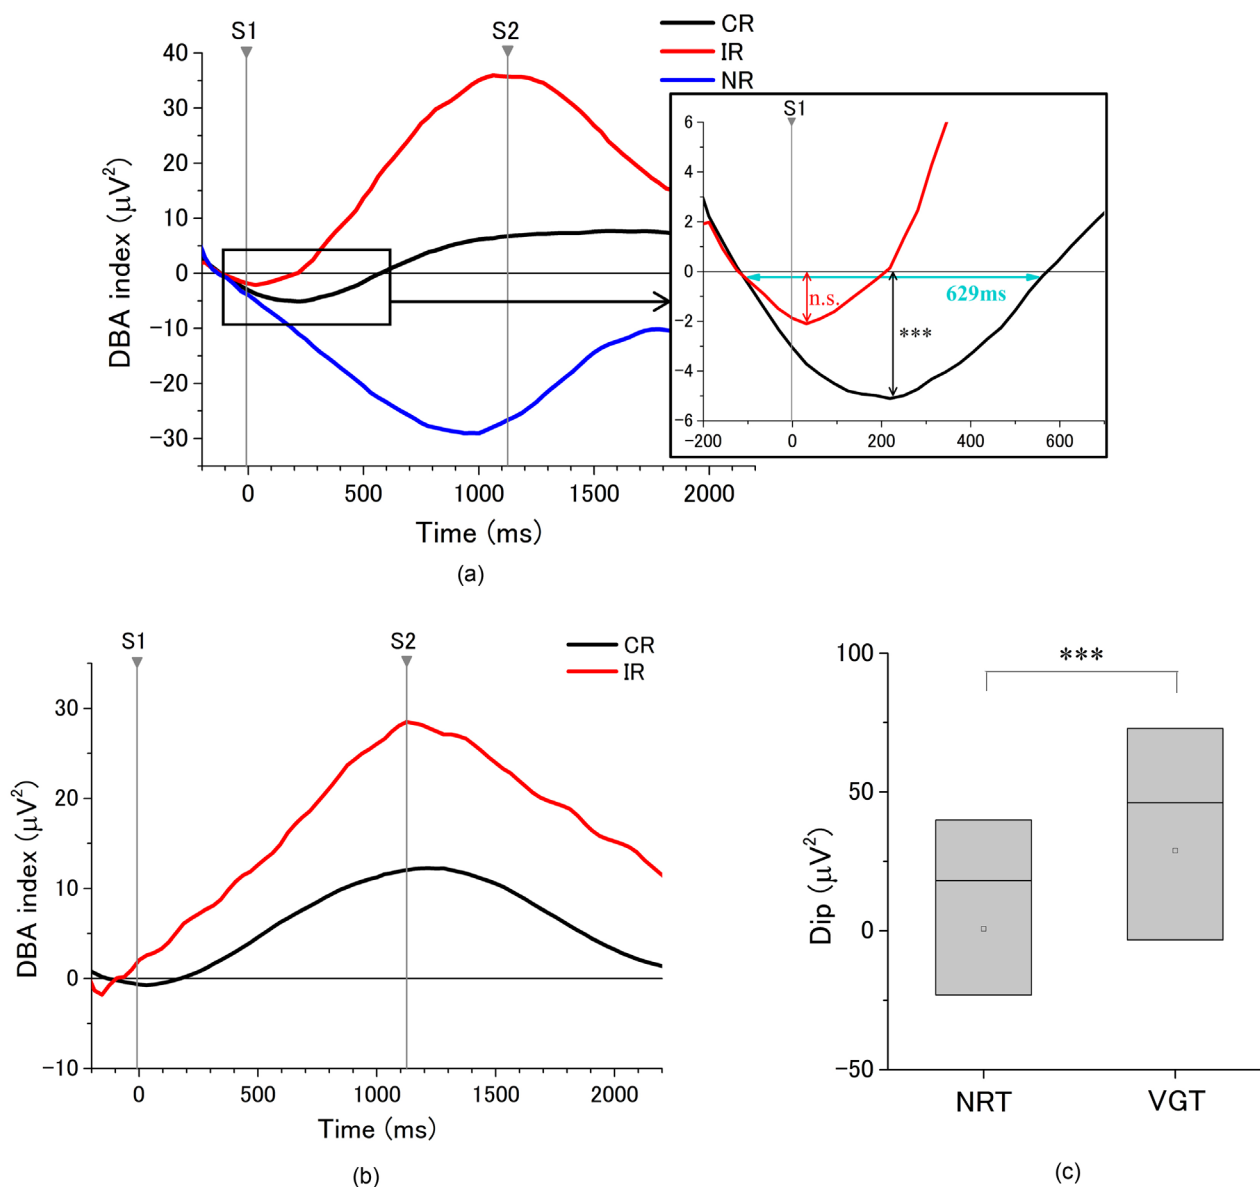 S1
S2
CR
IR
NR
40
30
20
10
0
−10
−20
−30
DBA index (μV²)
0
500
1000
1500
2000
Time (ms)
S1
6
4
2
0
−2
−4
−6
n.s.
629ms
***
−200
0
200
400
600
(a)
S1
S2
CR
IR
30
20
10
0
−10
DBA index (μV²)
0
500
1000
1500
2000
Time (ms)
(b)
***
100
50
0
−50
Dip (μV²)
NRT
VGT
(c)